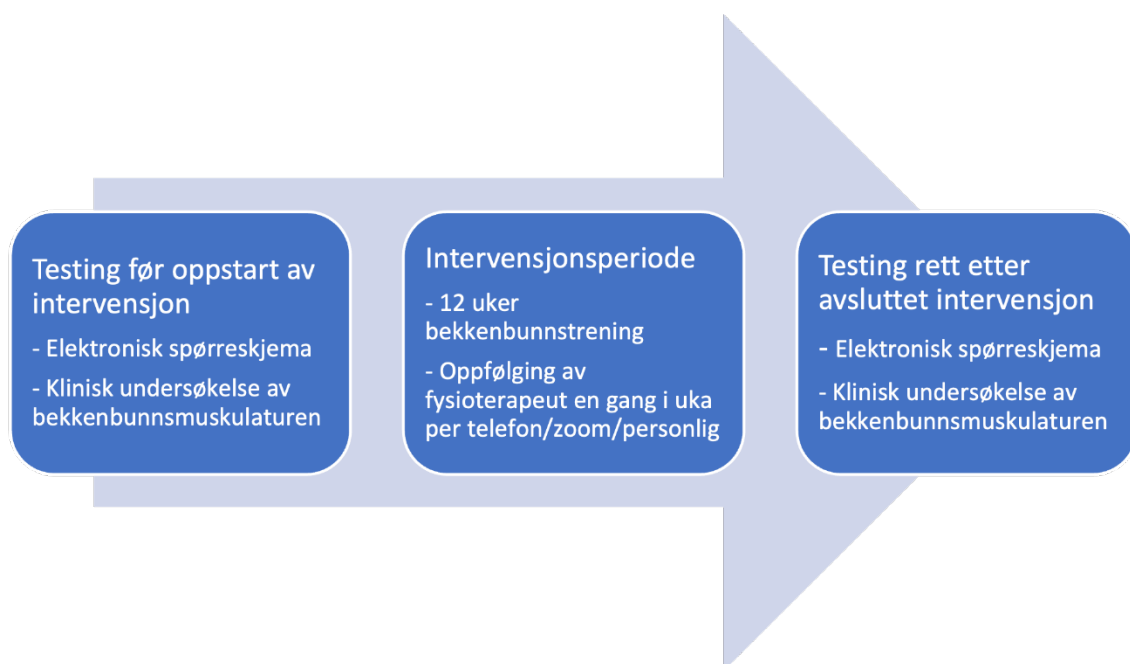 Testing før oppstart av
intervensjon
- Elektronisk spørreskjema
- Klinisk undersøkelse av
bekkenbunnsmuskulaturen
Intervensjonsperiode
- 12 uker
bekkenbunnstrening
- Oppfølging av
fysioterapeut en gang i uka
per telefon/zoom/personlig
Testing rett etter
avsluttet intervensjon
- Elektronisk spørreskjema
- Klinisk undersøkelse av
bekkenbunnsmuskulaturen